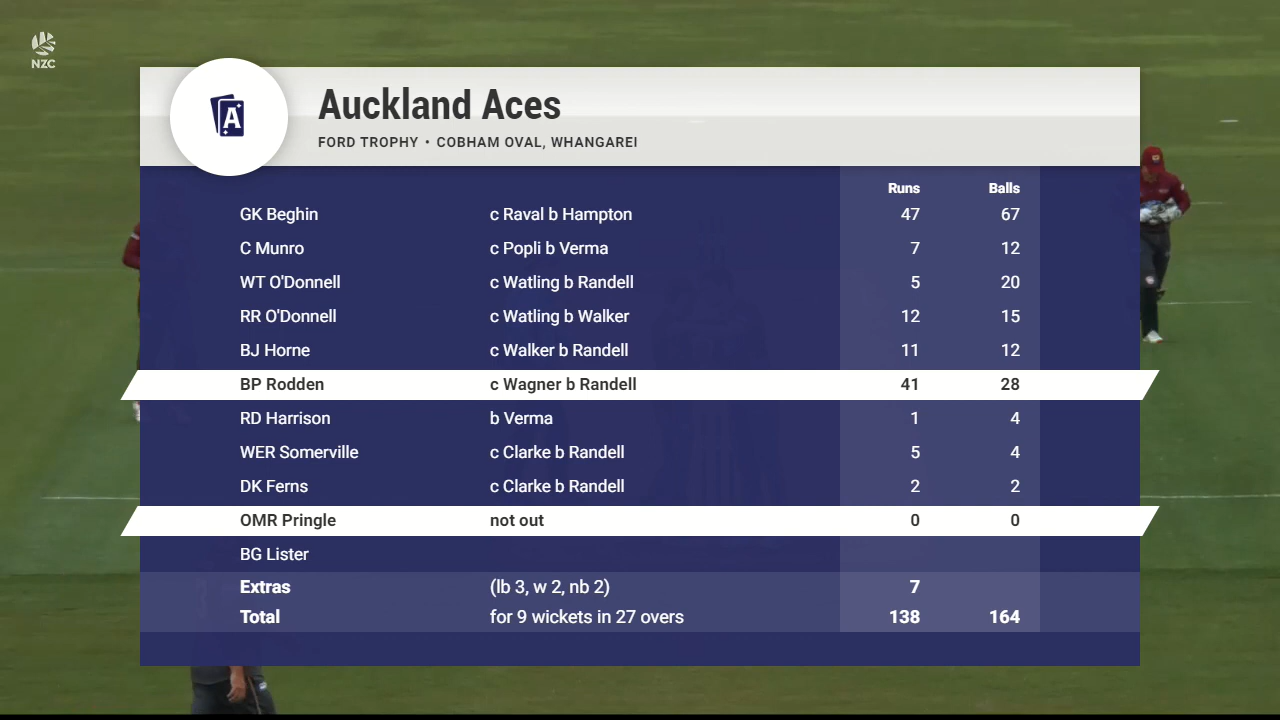 NZC
A
Auckland Aces
FORD TROPHY • COBHAM OVAL, WHANGAREI
Runs Balls
GK Beghin c Raval b Hampton 47 67
C Munro c Popli b Verma 7 12
WT O'Donnell c Watling b Randell 5 20
RR O'Donnell c Watling b Walker 12 15
BJ Horne c Walker b Randell 11 12
BP Rodden c Wagner b Randell 41 28
RD Harrison b Verma 1 4
WER Somerville c Clarke b Randell 5 4
DK Ferns c Clarke b Randell 2 2
OMR Pringle not out 0 0
BG Lister
Extras (lb 3, w 2, nb 2) 7
Total for 9 wickets in 27 overs 138 164